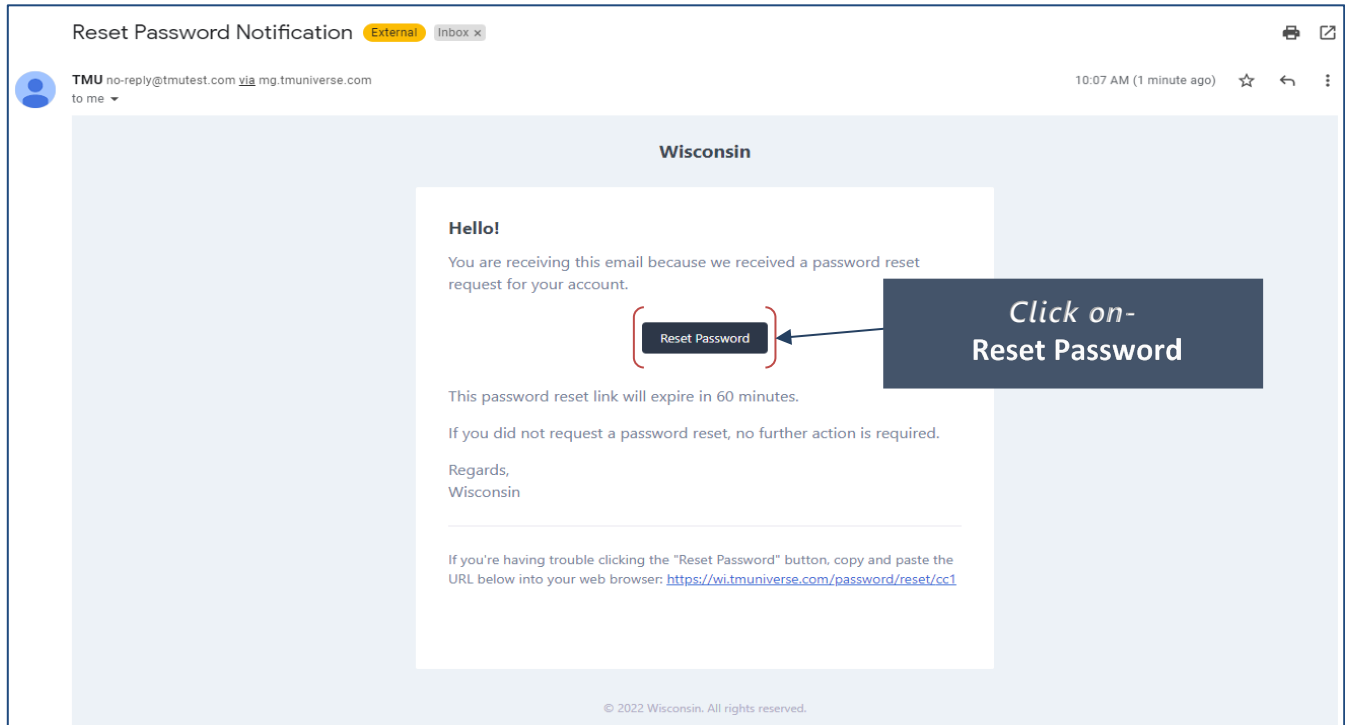 Reset Password Notification External Inbox x
TMU no-reply@tmutest.com via mg.tmuniverse.com 10:07 AM (1 minute ago)
to me
Wisconsin
Hello!
You are receiving this email because we received a password reset
request for your account.
Reset Password
Click on-
Reset Password
This password reset link will expire in 60 minutes.
If you did not request a password reset, no further action is required.
Regards,
Wisconsin
If you're having trouble clicking the "Reset Password" button, copy and paste the
URL below into your web browser: https://wi.tmuniverse.com/password/reset/cc1
© 2022 Wisconsin. All rights reserved.